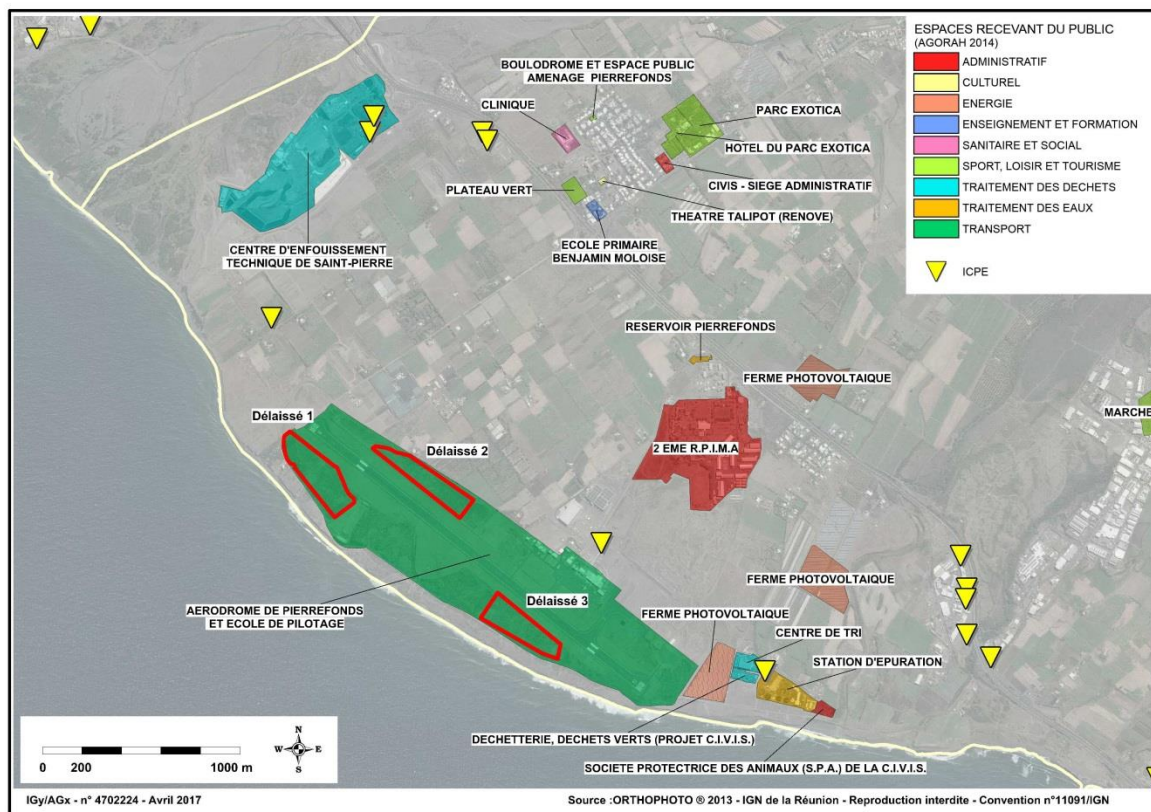 ESPACES RECEVANT DU PUBLIC
(AGORAH 2014)
ADMINISTRATIF
CULTUREL
ENERGIE
ENSEIGNEMENT ET FORMATION
SANITAIRE ET SOCIAL
SPORT, LOISIR ET TOURISME
TRAITEMENT DES DECHETS
TRAITEMENT DES EAUX
TRANSPORT
ICPE
BOULODROME ET ESPACE PUBLIC
AMENAGE PIERREFONDS
CLINIQUE
PARC EXOTICA
HOTEL DU PARC EXOTICA
PLATEAU VERT
CIVIS - SIEGE ADMINISTRATIF
THEATRE TALIPOT (RENOVE)
ECOLE PRIMAIRE
BENJAMIN MOLOISE
CENTRE D'ENFOUISSEMENT
TECHNIQUE DE SAINT-PIERRE
RESERVOIR PIERREFONDS
FERME PHOTOVOLTAIQUE
MARCHE
Délaissé 1
Délaissé 2
2 EME R.P.I.M.A
FERME PHOTOVOLTAIQUE
Délaissé 3
AERODROME DE PIERREFONDS
ET ECOLE DE PILOTAGE
FERME PHOTOVOLTAIQUE
CENTRE DE TRI
STATION D'EPURATION
DECHETTERIE, DECHETS VERTS (PROJET C.I.V.I.S.)
SOCIETE PROTECTRICE DES ANIMAUX (S.P.A.) DE LA C.I.V.I.S.
N
W E
S
0 200 1000 m
IGy/AGx - n° 4702224 - Avril 2017
Source :ORTHOPHOTO ® 2013 - IGN de la Réunion - Reproduction interdite - Convention n°11091/IGN